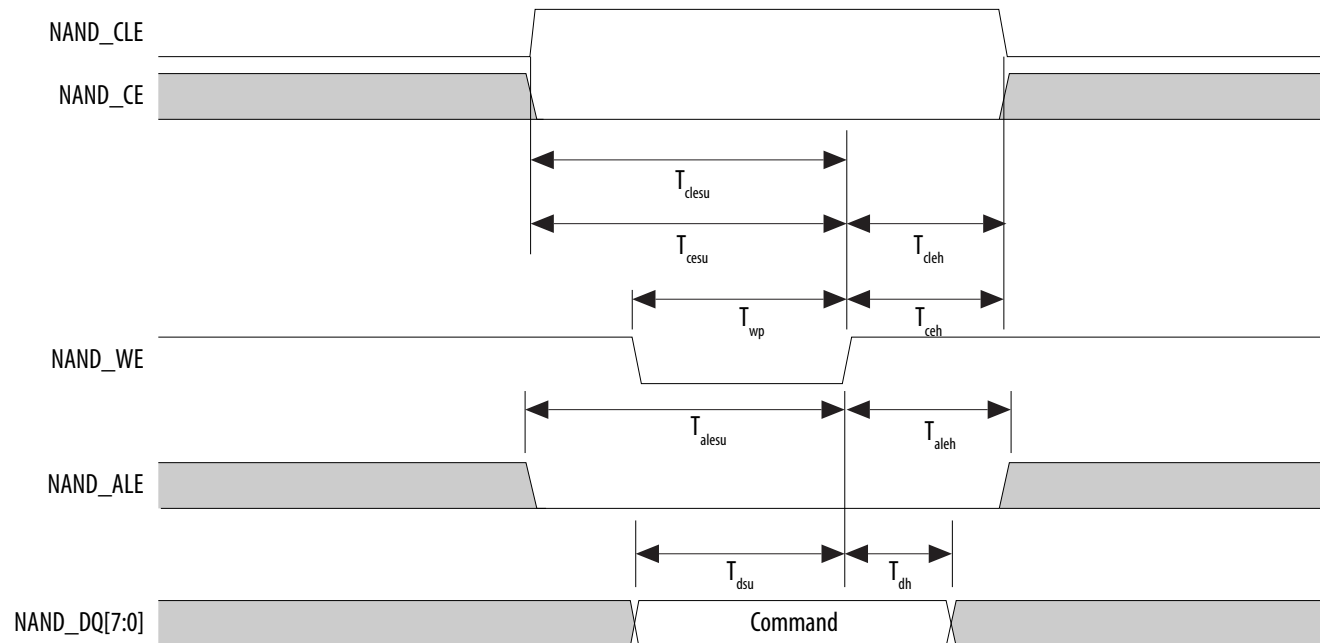 NAND_CLE
NAND_CE
T_clesu
T_cesu
T_cleh
T_wp
T_ceh
NAND_WE
T_alesu
T_aleh
NAND_ALE
T_dsu
T_dh
NAND_DQ[7:0]
Command